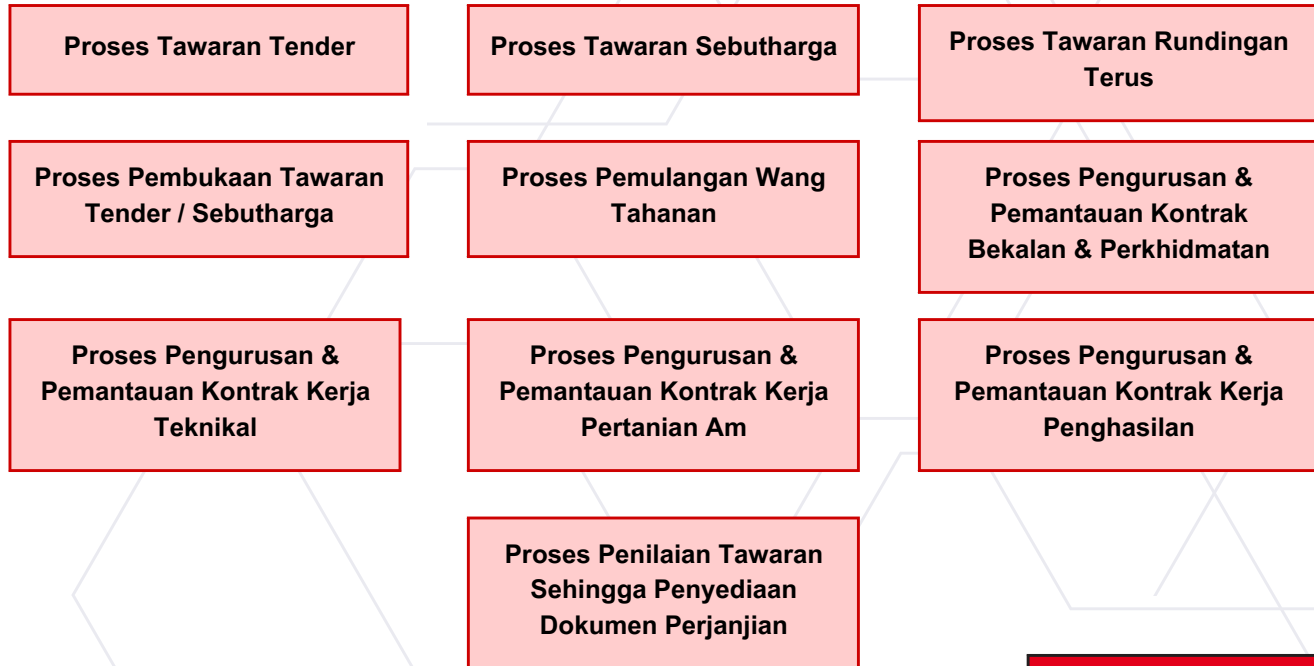 Proses Tawaran Tender
Proses Tawaran Sebutharga
Proses Tawaran Rundingan
Terus
Proses Pembukaan Tawaran
Tender / Sebutharga
Proses Pemulangan Wang
Tahanan
Proses Pengurusan &
Pemantauan Kontrak
Bekalan & Perkhidmatan
Proses Pengurusan &
Pemantauan Kontrak Kerja
Teknikal
Proses Pengurusan &
Pemantauan Kontrak Kerja
Pertanian Am
Proses Pengurusan &
Pemantauan Kontrak Kerja
Penghasilan
Proses Penilaian Tawaran
Sehingga Penyediaan
Dokumen Perjanjian